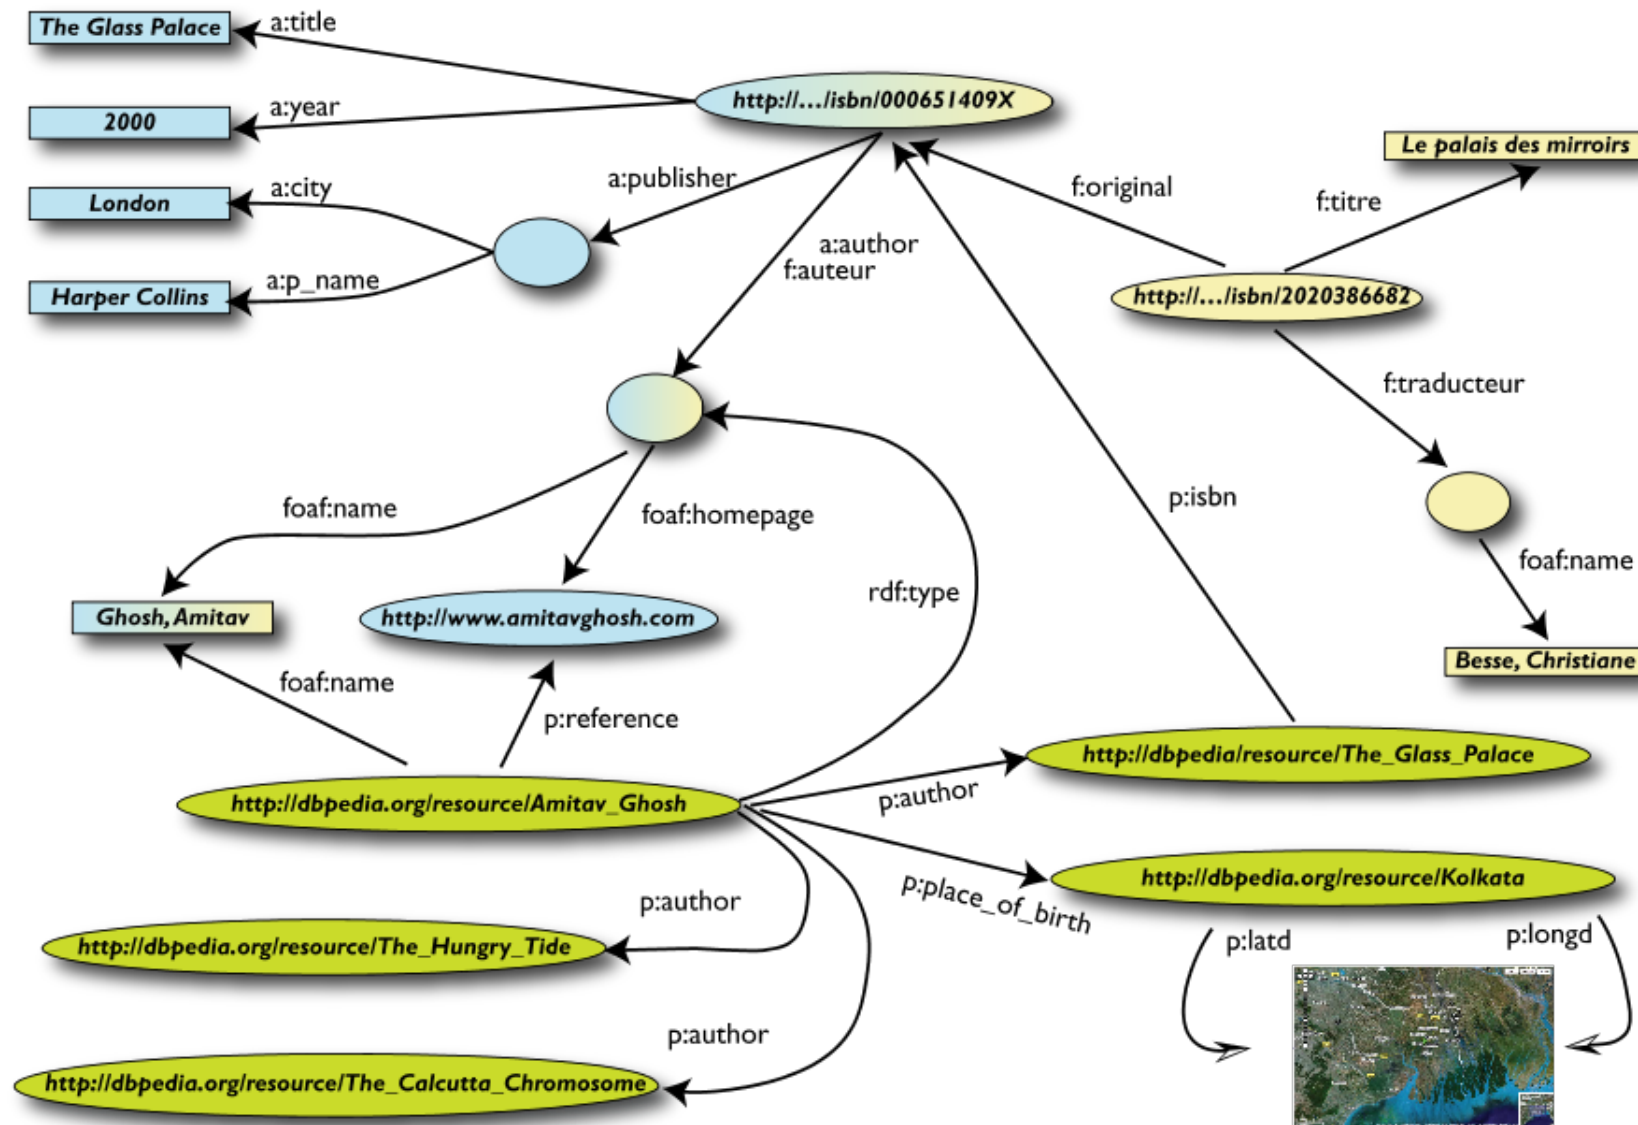 The Glass Palace
a:title
http://…/isbn/000651409X
2000
a:year
Le palais des mirroirs
London
a:city
a:publisher
f:original
f:titre
a:author
f:auteur
Harper Collins
a:p_name
http://…/isbn/2020386682
f:traducteur
foaf:name
foaf:homepage
p:isbn
foaf:name
rdf:type
Ghosh, Amitav
http://www.amitavghosh.com
Besse, Christiane
foaf:name
p:reference
http://dbpedia/resource/The_Glass_Palace
http://dbpedia.org/resource/Amitav_Ghosh
p:author
http://dbpedia.org/resource/Kolkata
p:place_of_birth
p:author
http://dbpedia.org/resource/The_Hungry_Tide
p:latd
p:longd
p:author
http://dbpedia.org/resource/The_Calcutta_Chromosome